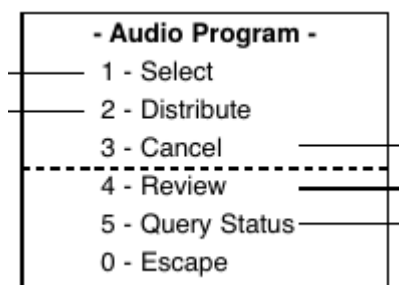 - Audio Program -
1 - Select
2 - Distribute
3 - Cancel
4 - Review
5 - Query Status
0 - Escape